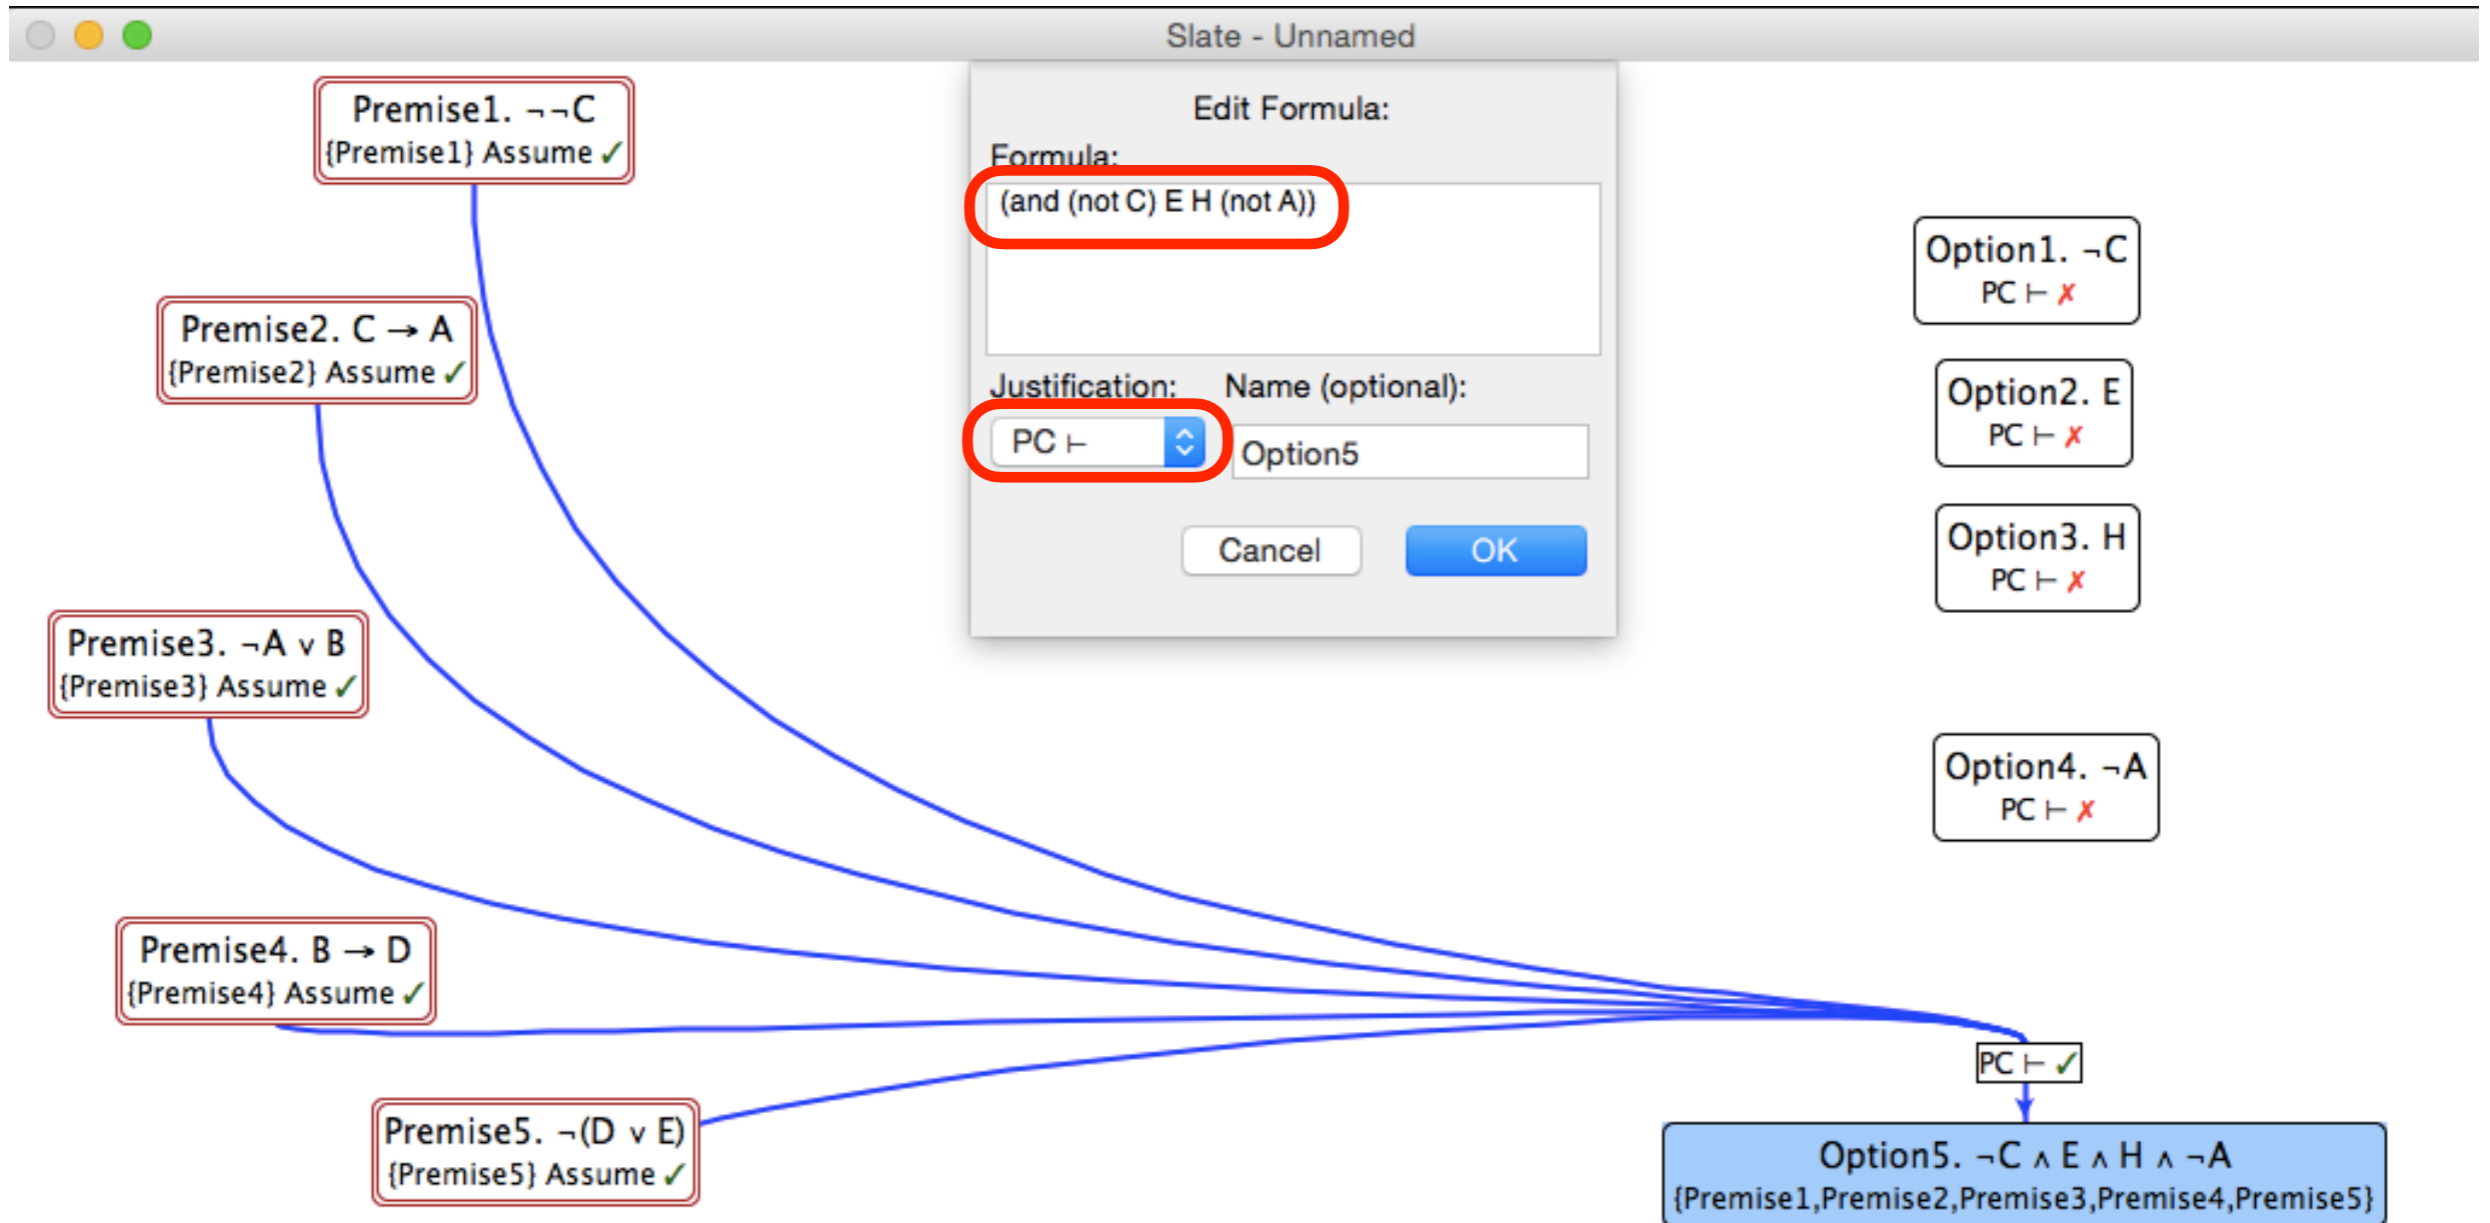 Slate - Unnamed
Premise1. ¬¬C
{Premise1} Assume ✓
Premise2. C → A
{Premise2} Assume ✓
Premise3. ¬A ∨ B
{Premise3} Assume ✓
Premise4. B → D
{Premise4} Assume ✓
Premise5. ¬(D ∨ E)
{Premise5} Assume ✓
Edit Formula:
Formula:
(and (not C) E H (not A))
Justification: Name (optional):
PC ⊢ Option5
Cancel OK
Option1. ¬C
PC ⊢ ✗
Option2. E
PC ⊢ ✗
Option3. H
PC ⊢ ✗
Option4. ¬A
PC ⊢ ✗
PC ⊢ ✓
Option5. ¬C ∧ E ∧ H ∧ ¬A
{Premise1,Premise2,Premise3,Premise4,Premise5}